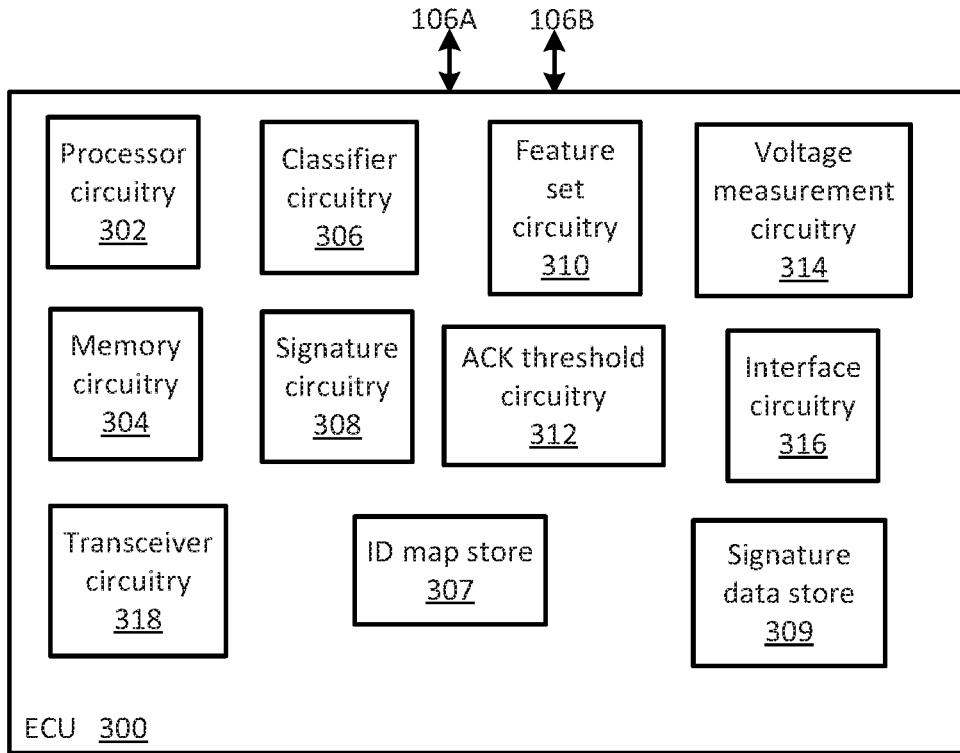 106A 106B
Processor
circuitry
302
Classifier
circuitry
306
Feature
set
circuitry
310
Voltage
measurement
circuitry
314
Memory
circuitry
304
Signature
circuitry
308
ACK threshold
circuitry
312
Interface
circuitry
316
Transceiver
circuitry
318
ID map store
307
Signature
data store
309
ECU 300